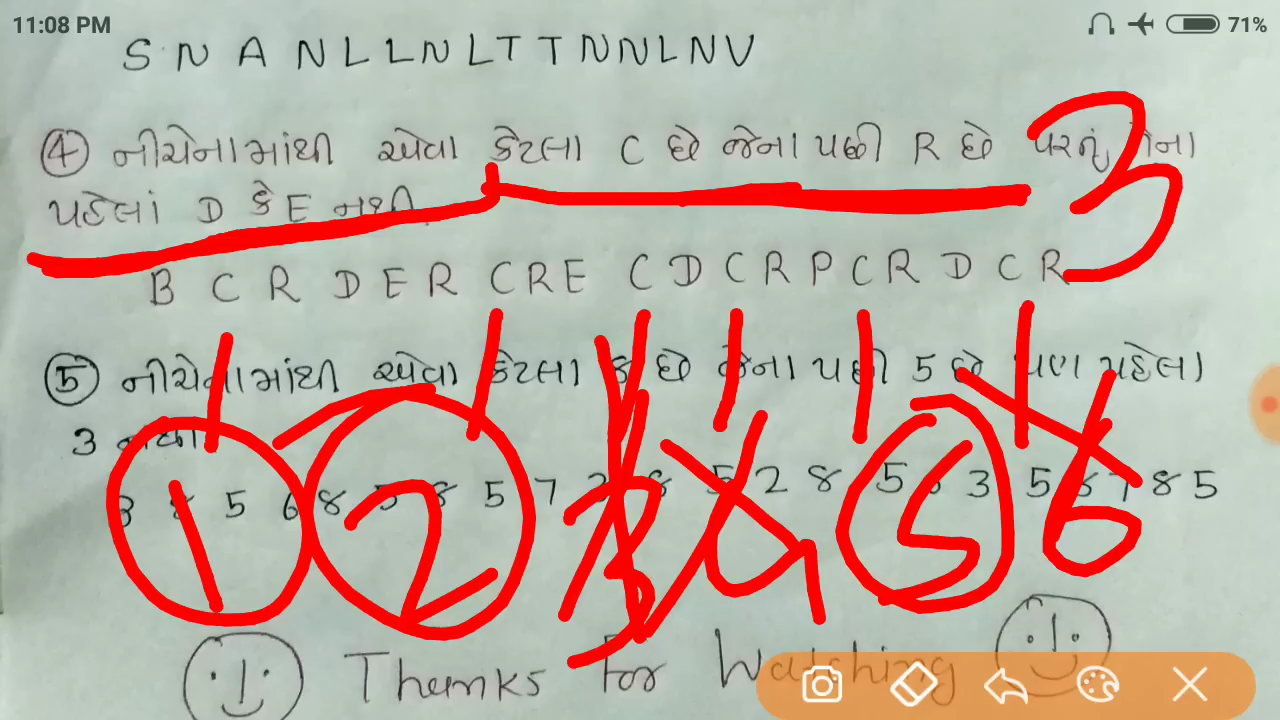 11:08 PM 71%
S N A N L L N L T T N N L N V
④ નીચેનામાંથી એવા કેટલા C છે જેના પછી R છે પરંતુ તેના
પહેલાં D કે E નથી
B C R D E R C R E C D C R P C R D C R 3
⑤ નીચેનામાંથી એવા કેટલા 8 છે જેના પછી 5 છે પણ પહેલા
3 નથી
3 8 5 6 8 5 8 5 7 8 5 2 8 5 3 5 7 8 5
1 2 3 4 5 6
Thanks For Watching